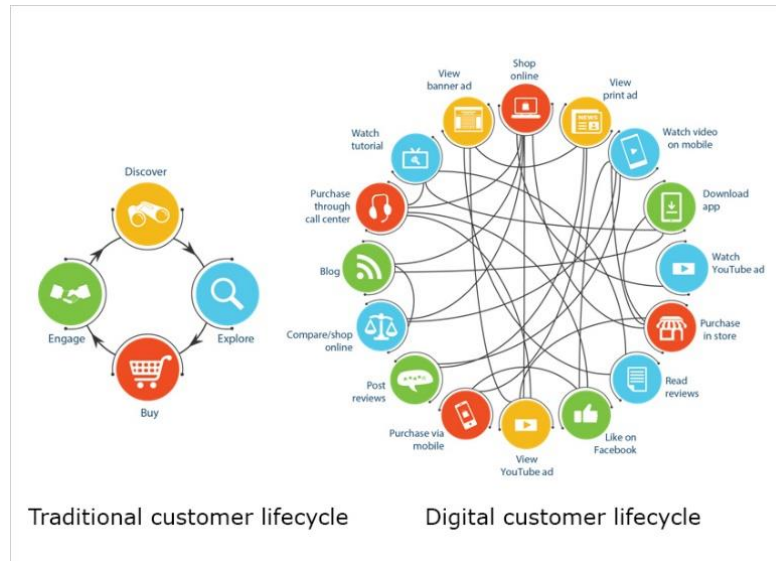 Discover
Explore
Buy
Engage
Shop
online
View
print ad
Watch video
on mobile
Download
app
Watch
YouTube ad
Purchase
in store
Read
reviews
Like on
Facebook
View
YouTube ad
Purchase via
mobile
Post
reviews
Compare/shop
online
Blog
Purchase
through
call center
Watch
tutorial
View
banner ad
NEWS
Traditional customer lifecycle
Digital customer lifecycle